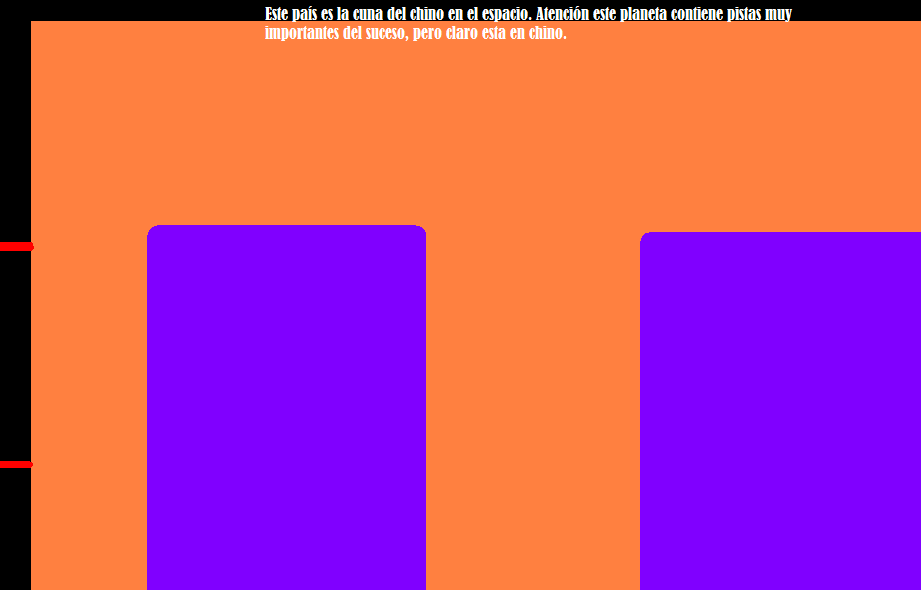 Este país es la cuna del chino en el espacio. Atención este planeta contiene pistas muy
importantes del suceso, pero claro esta en chino.